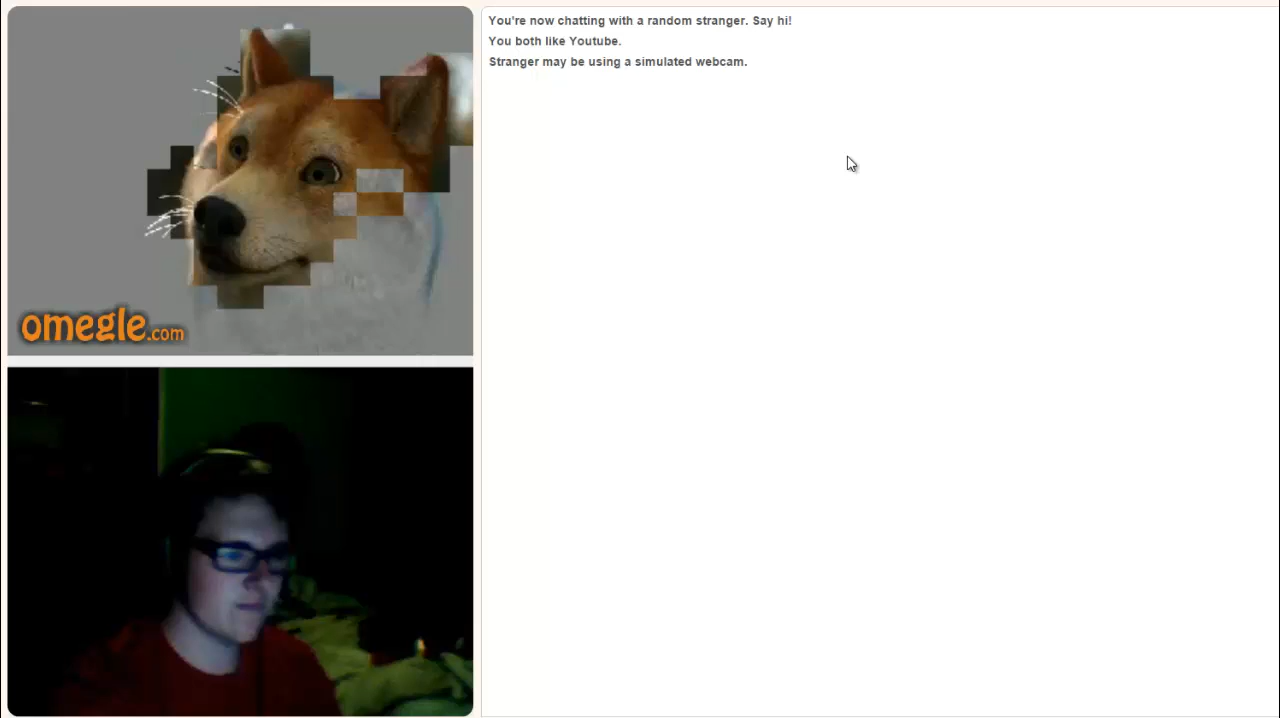 You're now chatting with a random stranger. Say hi!
You both like Youtube.
Stranger may be using a simulated webcam.
omegle.com